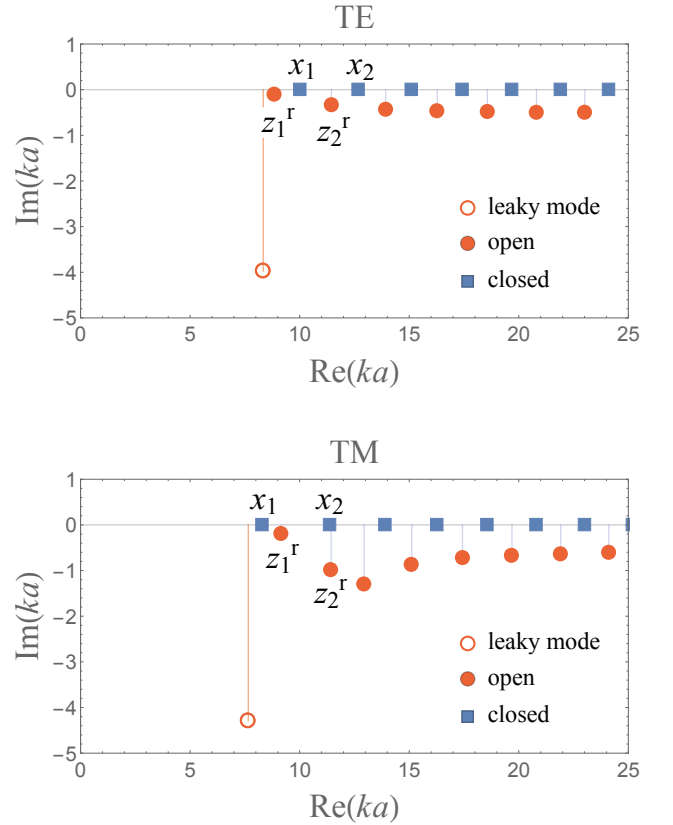 TE
1
0
−1
−2
−3
−4
−5
Im(ka)
x₁ x₂
z₁ʳ z₂ʳ
leaky mode
open
closed
0 5 10 15 20 25
Re(ka)
TM
1
0
−1
−2
−3
−4
−5
Im(ka)
x₁ x₂
z₁ʳ z₂ʳ
leaky mode
open
closed
0 5 10 15 20 25
Re(ka)